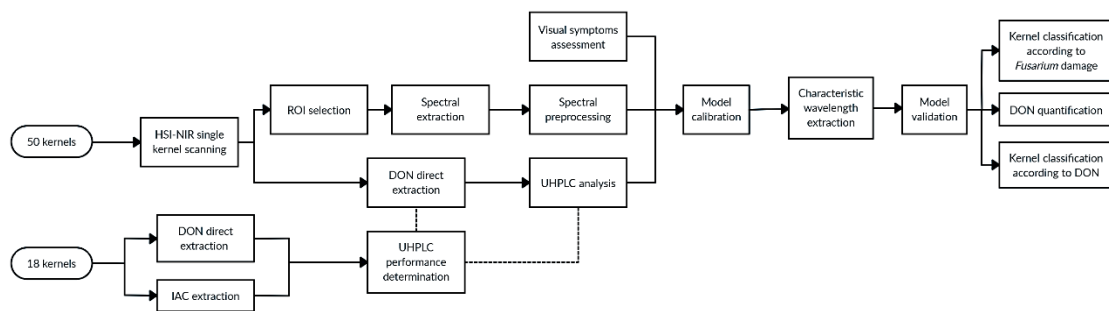 Visual symptoms
assessment
Kernel classification
according to
Fusarium damage
ROI selection
Spectral
extraction
Spectral
preprocessing
Model
calibration
Characteristic
wavelength
extraction
Model
validation
DON quantification
50 kernels
HSI-NIR single
kernel scanning
DON direct
extraction
UHPLC analysis
Kernel classification
according to DON
18 kernels
DON direct
extraction
IAC extraction
UHPLC
performance
determination